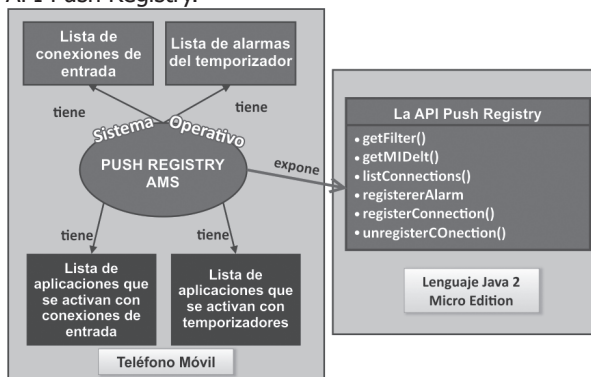 API Push Registry.
Lista de
conexiones de
entrada
Lista de alarmas
del temporizador
tiene
tiene
Sistema Operativo
PUSH REGISTRY
AMS
expone
tiene
tiene
Lista de
aplicaciones que
se activan con
conexiones de
entrada
Lista de
aplicaciones que
se activan con
temporizadores
Teléfono Móvil
La API Push Registry
• getFilter()
• getMIDelt()
• listConnections()
• registererAlarm
• registerConnection()
• unregisterCOnection()
Lenguaje Java 2
Micro Edition